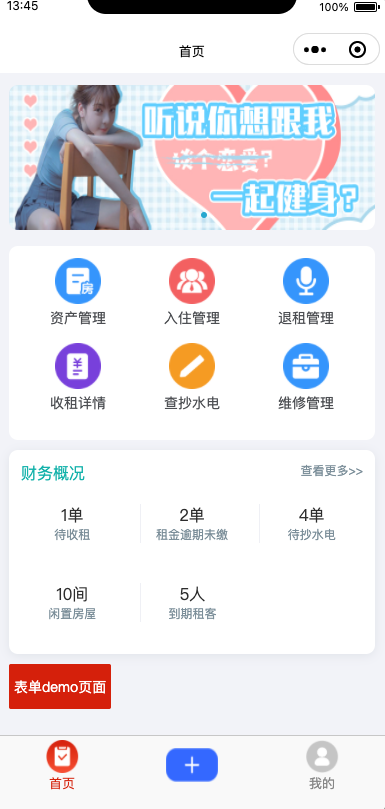 13:45
100%
首页
听说你想跟我
谈个恋爱?
一起健身?
房
资产管理
入住管理
退租管理
收租详情
查抄水电
维修管理
财务概况
查看更多>>
1单
2单
4单
待收租
租金逾期未缴
待抄水电
10间
5人
闲置房屋
到期租客
表单demo页面
首页
我的